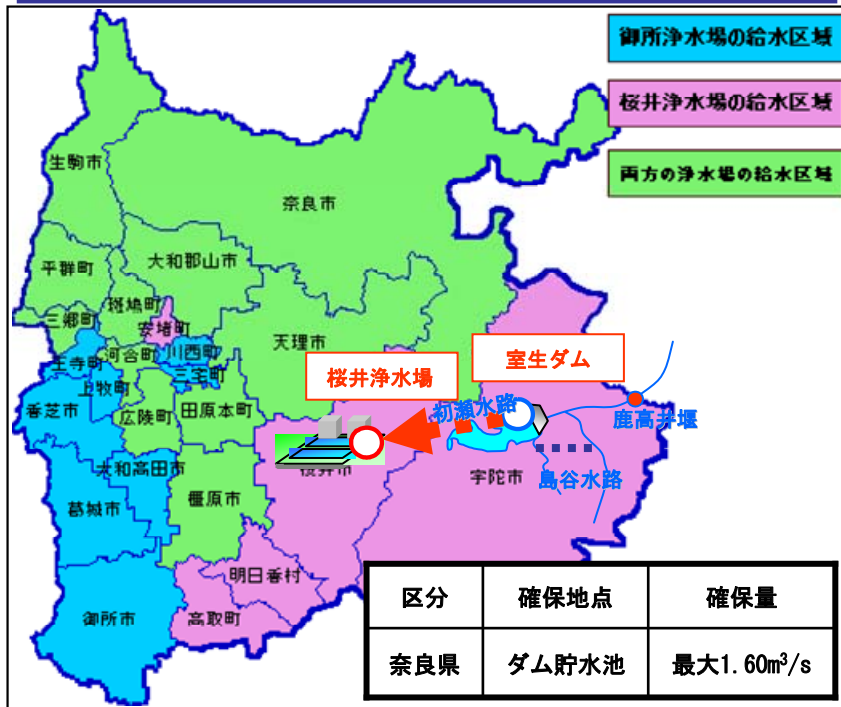 御所浄水場の給水区域
桜井浄水場の給水区域
両方の浄水場の給水区域
生駒市
奈良市
平群町
大和郡山市
斑鳩町
三郷町
安堵町
天理市
王寺町
河合町
川西町
三宅町
上牧町
香芝市
広陵町
田原本町
桜井浄水場
室生ダム
初瀬水路
鹿高井堰
大和高田市
桜井市
宇陀市
島谷水路
葛城市
橿原市
明日香村
御所市
高取町
区分 確保地点 確保量
奈良県 ダム貯水池 最大1.60m³/s